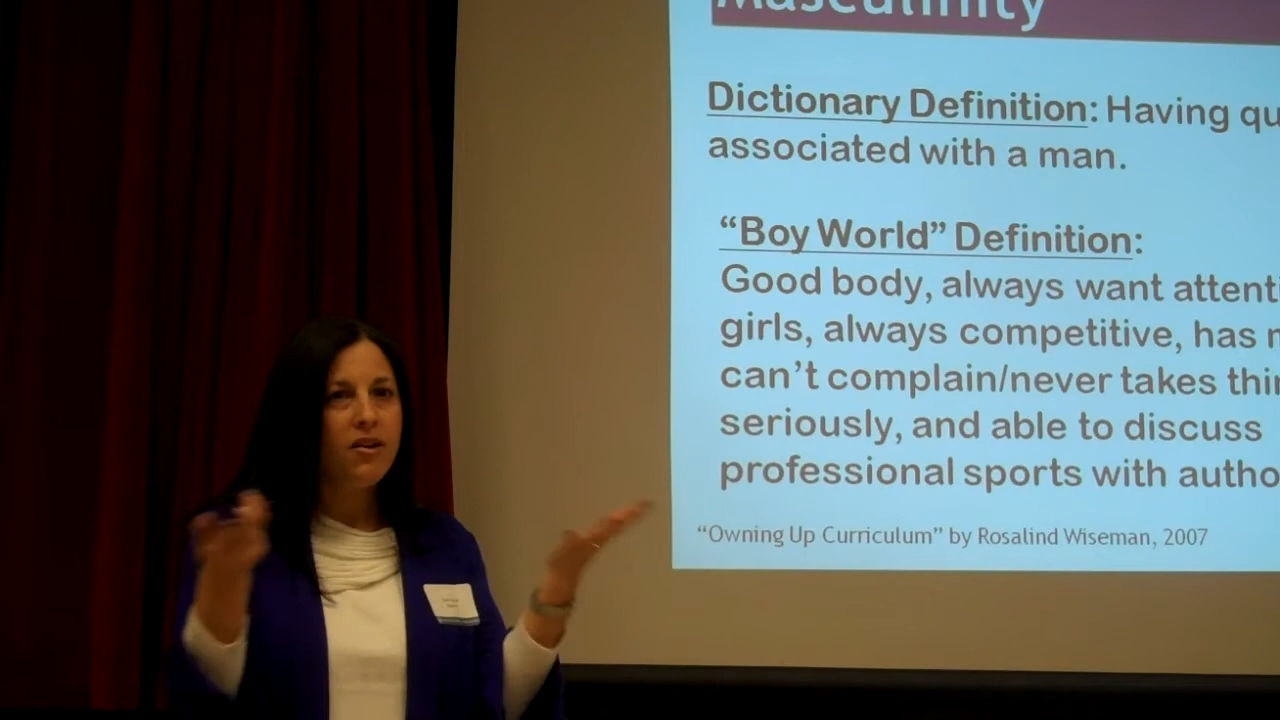 Masculinity
Dictionary Definition: Having qu
associated with a man.
“Boy World” Definition:
Good body, always want attenti
girls, always competitive, has m
can’t complain/never takes thin
seriously, and able to discuss
professional sports with autho
“Owning Up Curriculum” by Rosalind Wiseman, 2007